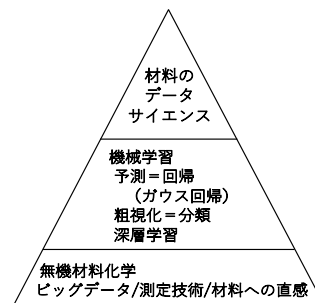 材料の
データ
サイエンス
機械学習
予測＝回帰
（ガウス回帰）
粗視化＝分類
深層学習
無機材料化学
ビッグデータ/測定技術/材料への直感